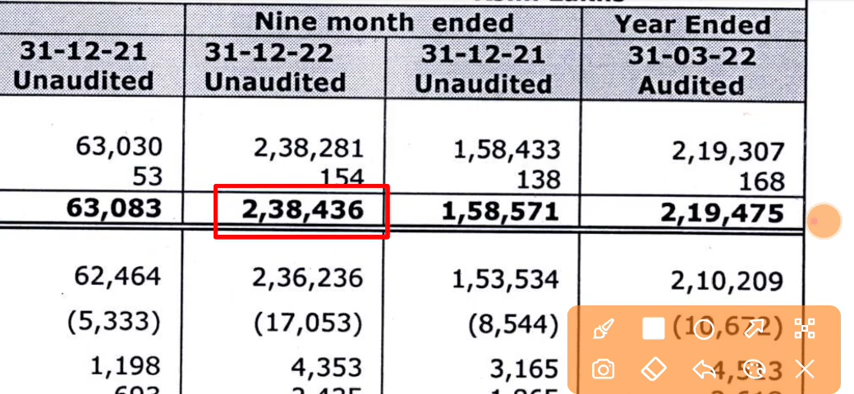 Nine month ended Year Ended
31-12-21 31-12-22 31-12-21 31-03-22
Unaudited Unaudited Unaudited Audited
63,030 2,38,281 1,58,433 2,19,307
53 154 138 168
63,083 2,38,436 1,58,571 2,19,475
62,464 2,36,236 1,53,534 2,10,209
(5,333) (17,053) (8,544) (10,672)
1,198 4,353 3,165